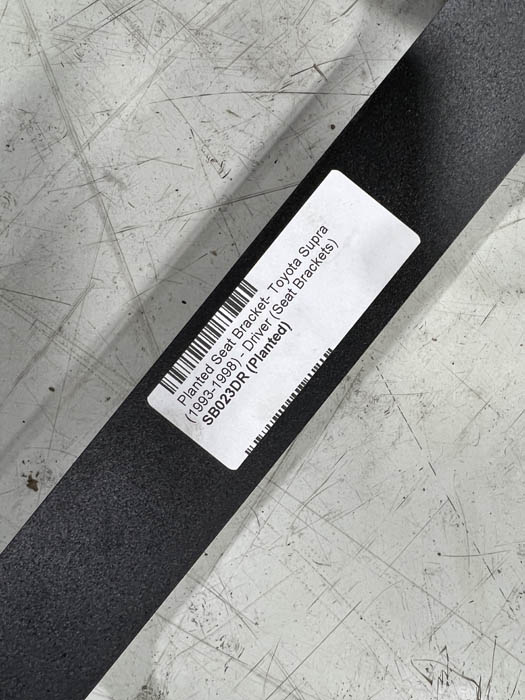 Planted Seat Bracket- Toyota Supra
(1993-1998) - Driver (Seat Brackets)
SB023DR (Planted)